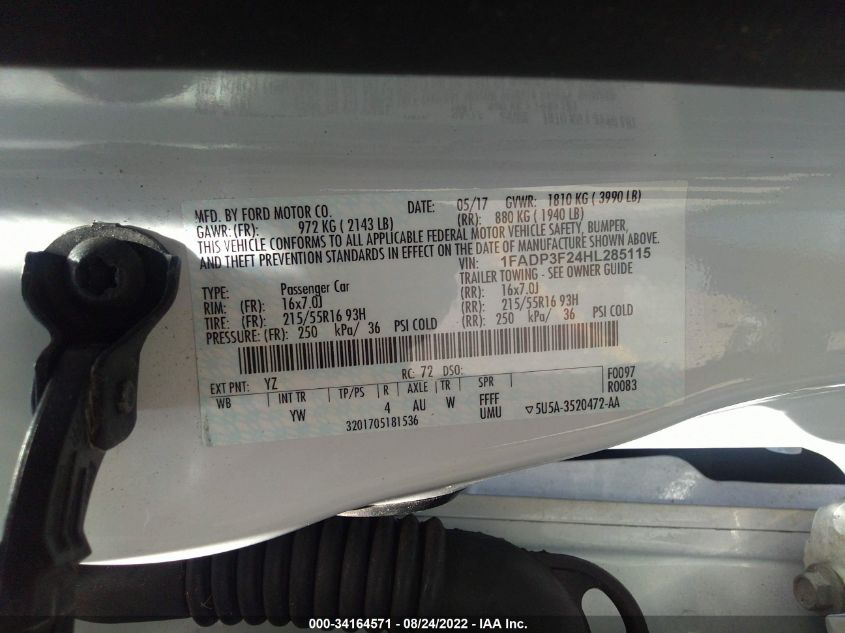 MFD. BY FORD MOTOR CO. DATE: 05/17 GVWR: 1810 KG ( 3990 LB)
GAWR: (FR): 972 KG ( 2143 LB) (RR): 880 KG ( 1940 LB)
THIS VEHICLE CONFORMS TO ALL APPLICABLE FEDERAL MOTOR VEHICLE SAFETY, BUMPER,
AND THEFT PREVENTION STANDARDS IN EFFECT ON THE DATE OF MANUFACTURE SHOWN ABOVE.
VIN: 1FADP3F24HL285115
TRAILER TOWING - SEE OWNER GUIDE
TYPE: Passenger Car
RIM: (FR): 16x7.0J (RR): 16x7.0J
TIRE: (FR): 215/55R16 93H (RR): 215/55R16 93H
PRESSURE: (FR): 250 kPa/ 36 PSI COLD (RR): 250 kPa/ 36 PSI COLD
EXT PNT: YZ RC: 72 DSO: F0097
R0083
WB INT TR TP/PS R AXLE TR SPR
YW 4 AU W FFFF
UMU
3201705181536 ▽5U5A-3520472-AA
000-34164571 - 08/24/2022 - IAA Inc.